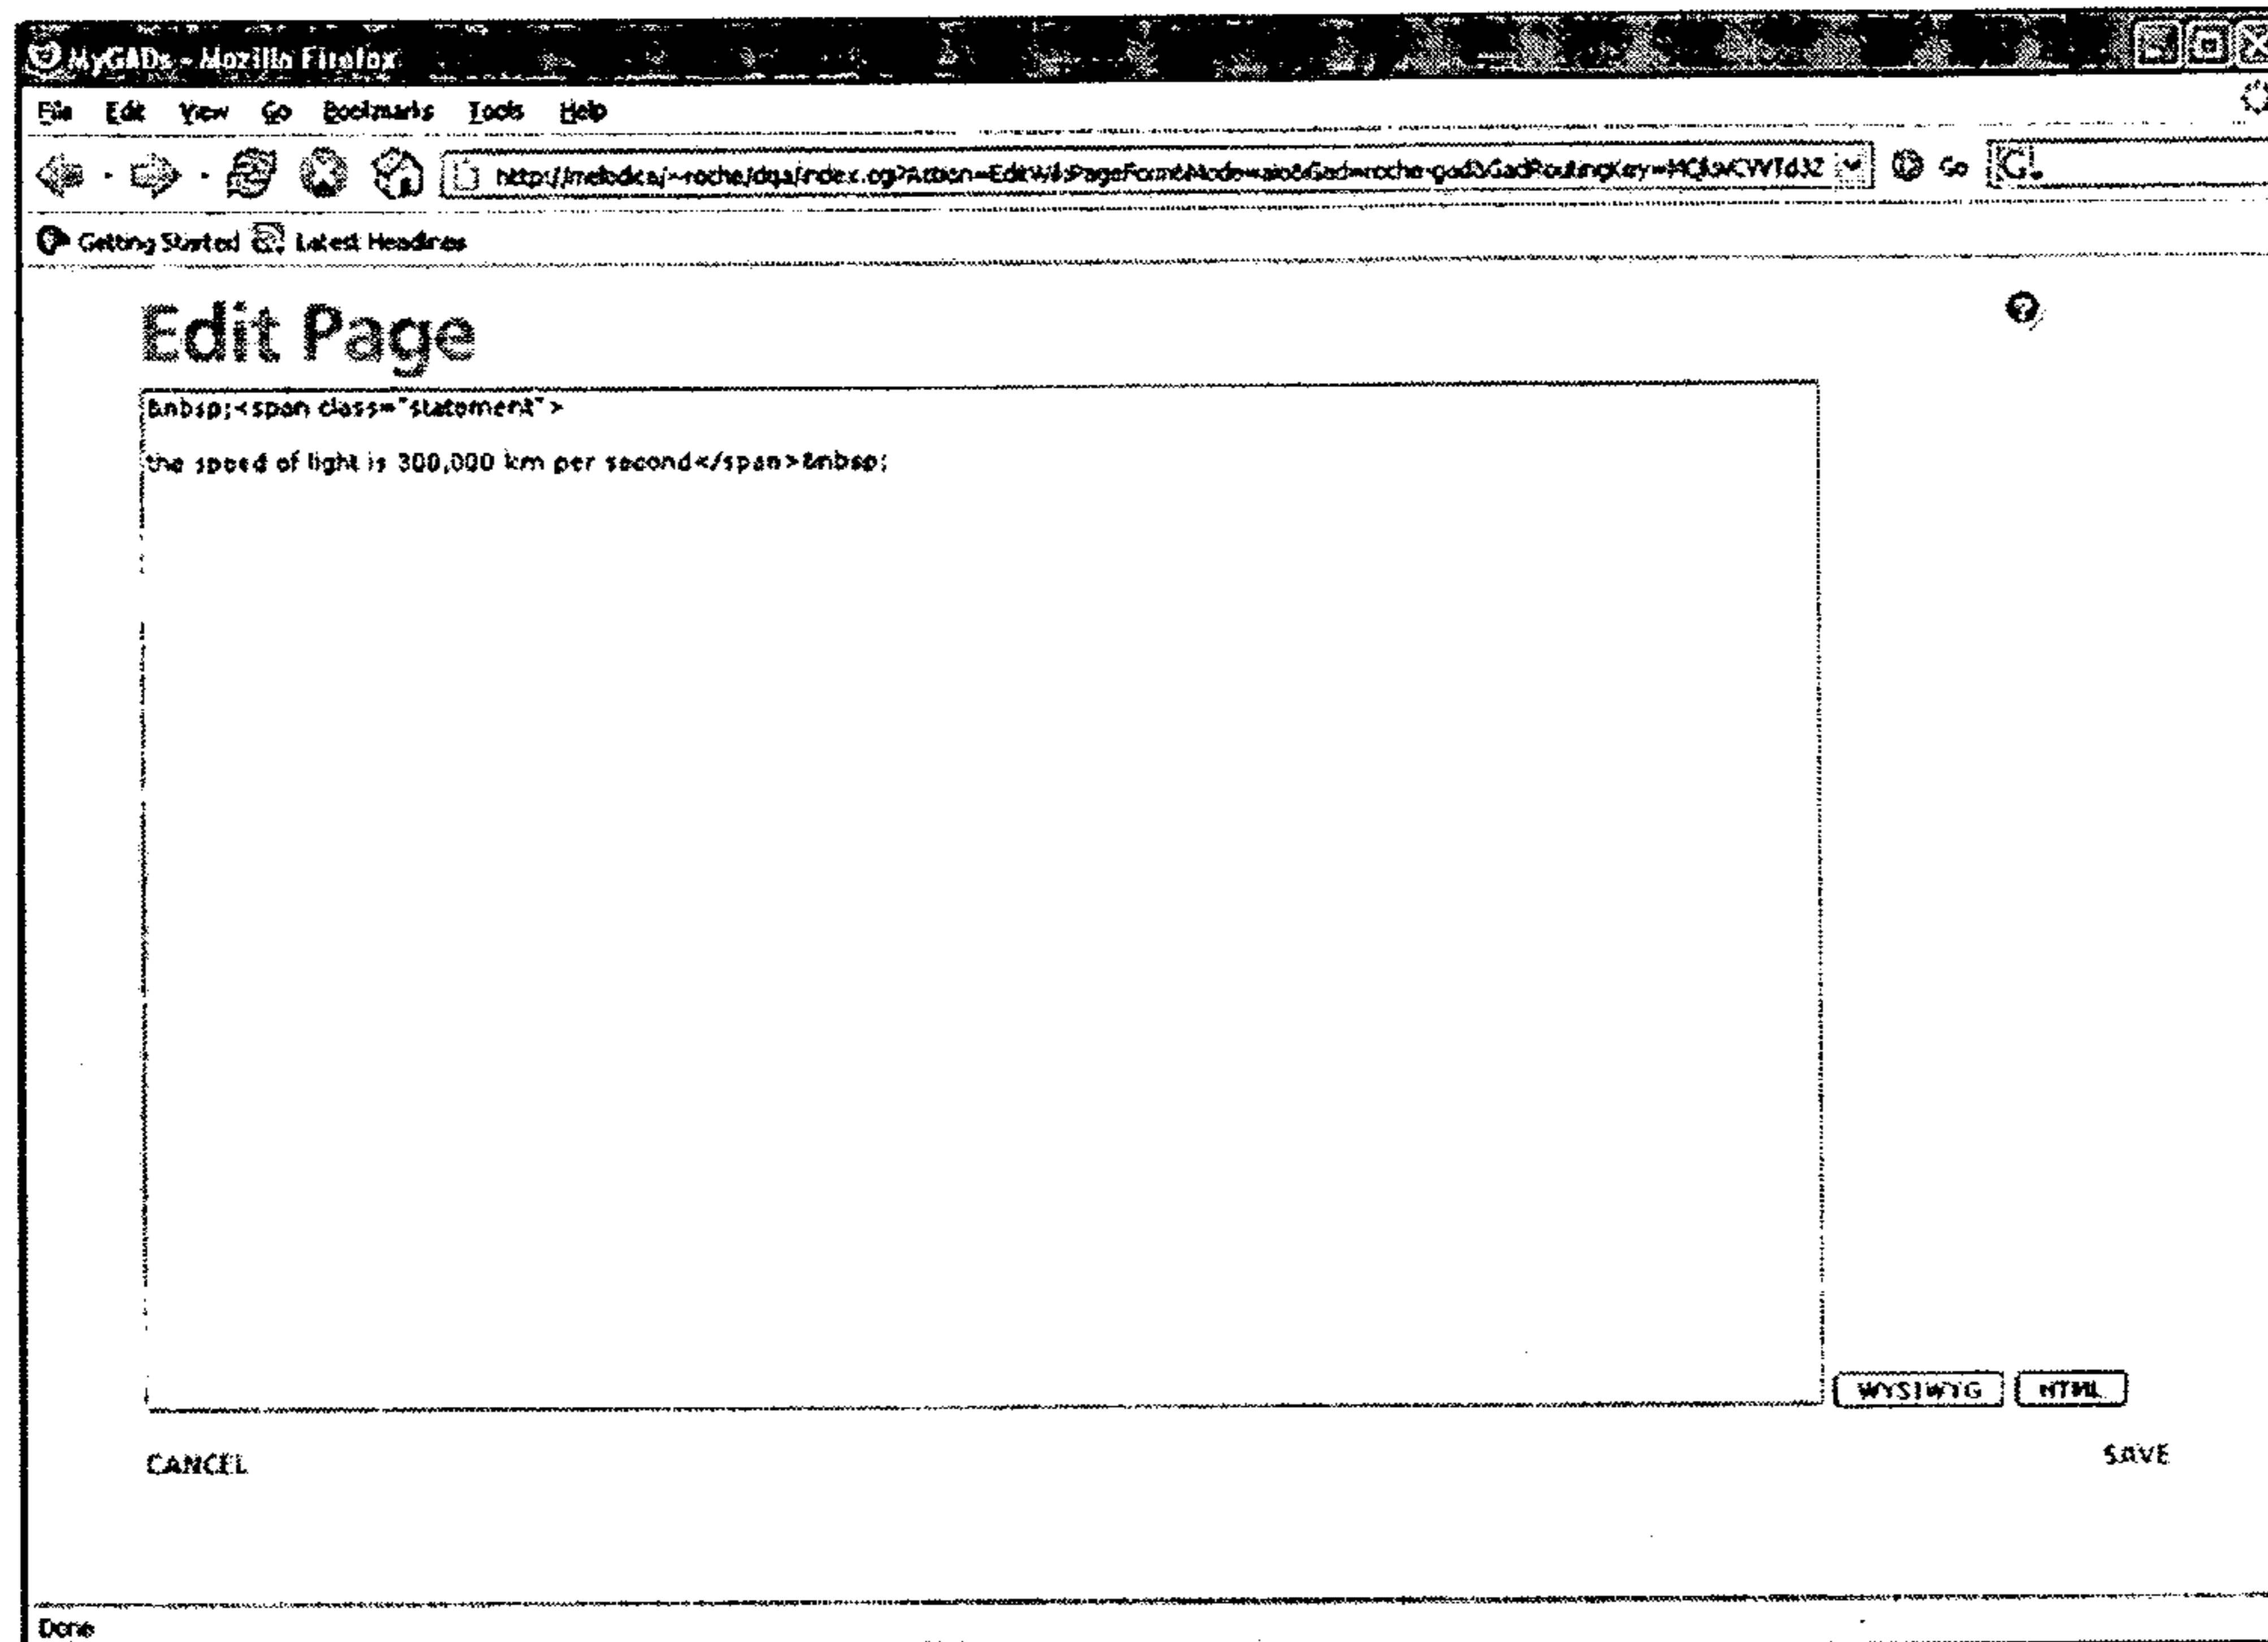 MyGADs - Mozilla Firefox
File Edit View Go Bookmarks Tools Help
Go G
Getting Started Latest Headlines
Edit Page
&nbsp;<span class="statement">
the speed of light is 300,000 km per second</span>&nbsp;
WYSIWYG HTML
CANCEL SAVE
Done